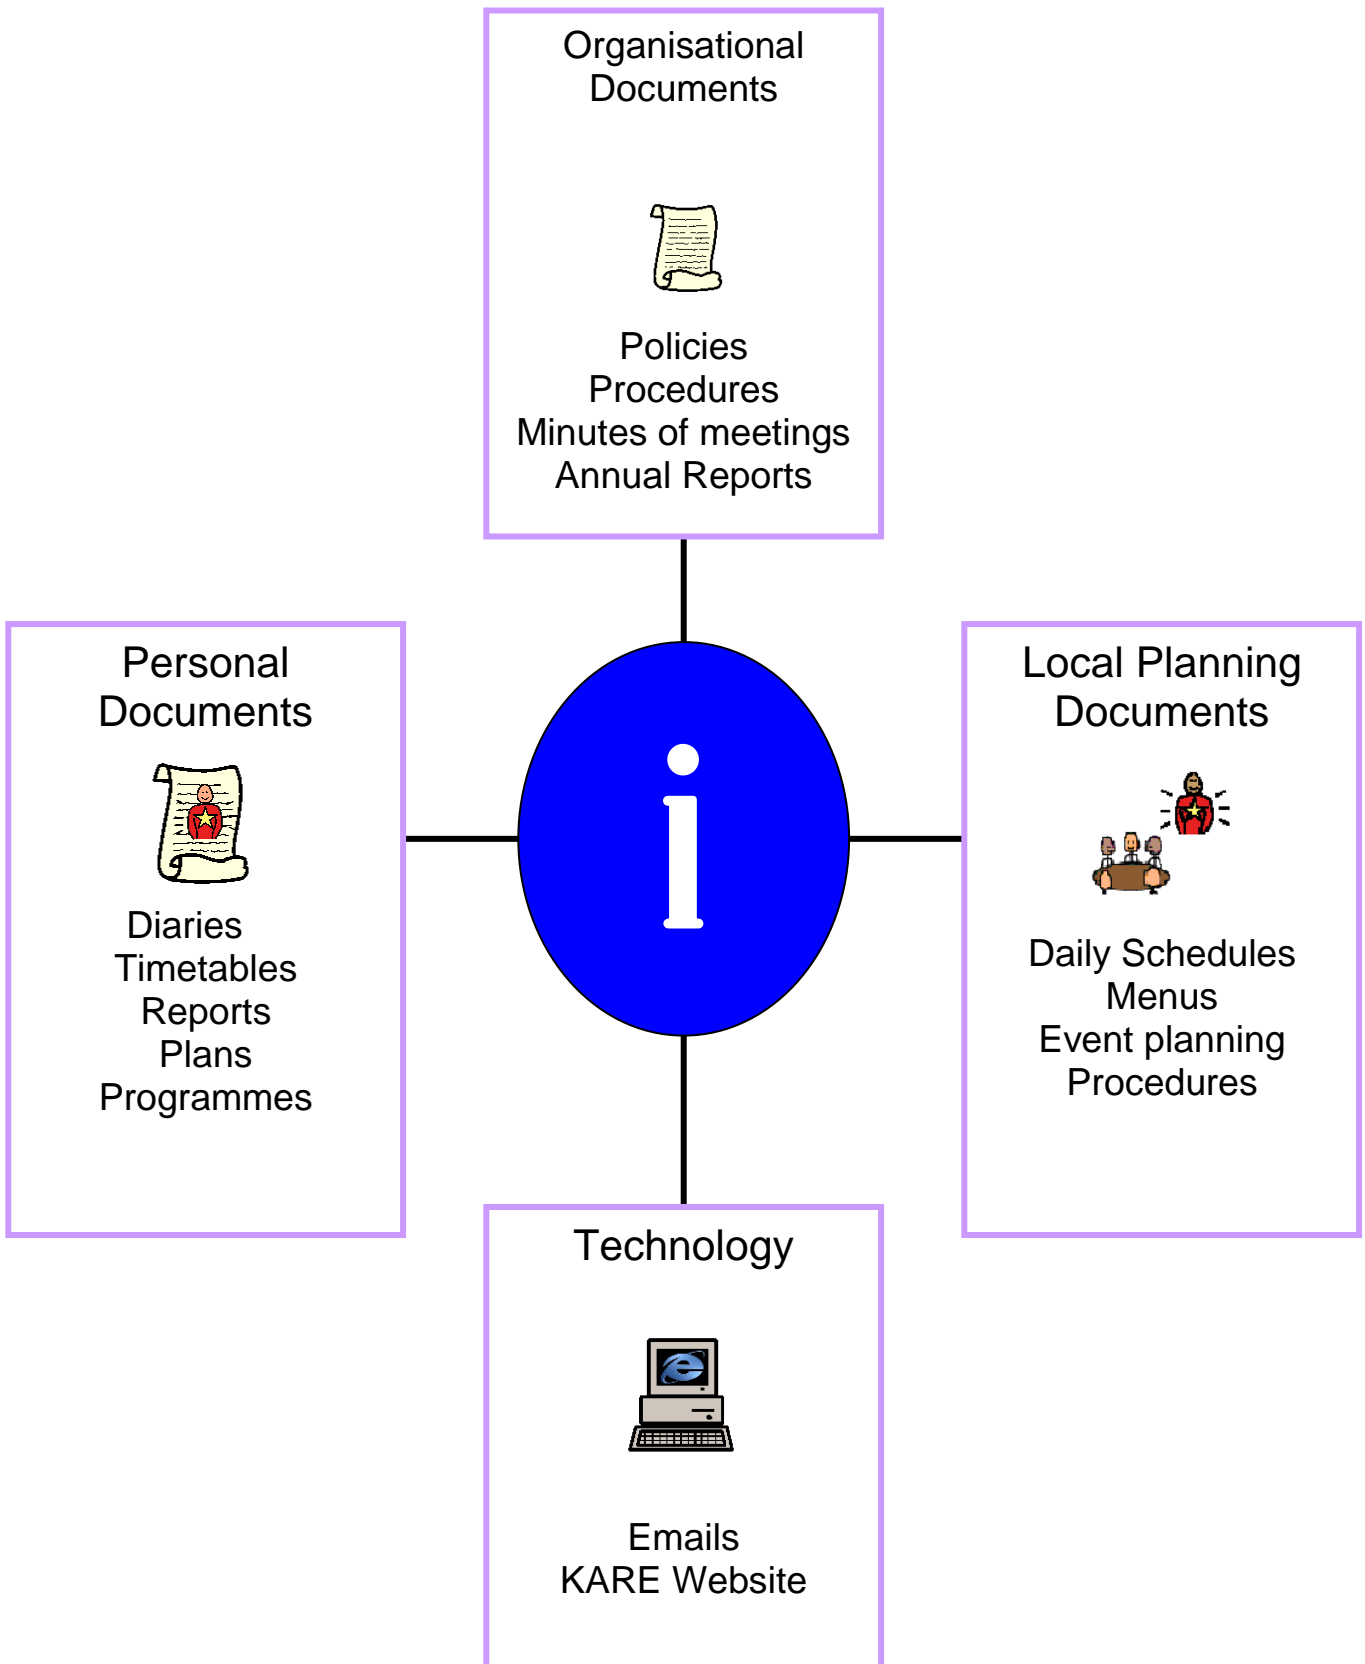 Organisational
Documents
Policies
Procedures
Minutes of meetings
Annual Reports
Personal
Documents
Diaries
Timetables
Reports
Plans
Programmes
i
Local Planning
Documents
Daily Schedules
Menus
Event planning
Procedures
Technology
e
Emails
KARE Website